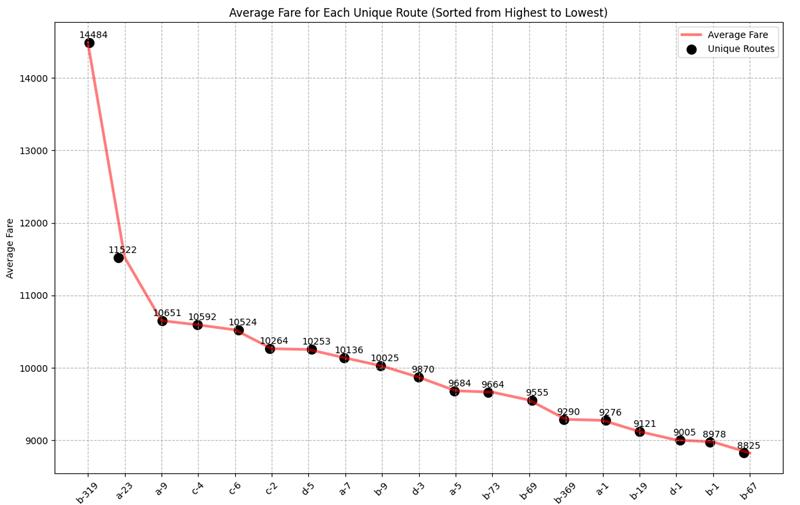 Average Fare for Each Unique Route (Sorted from Highest to Lowest)
Average Fare
Unique Routes
14484
11522
10651
10592
10524
10264
10253
10136
10025
9870
9684
9664
9555
9290
9276
9121
9005
8978
8825
14000
13000
12000
11000
10000
9000
Average Fare
b-319
a-23
a-9
c-4
c-6
c-2
d-5
a-7
b-9
d-3
a-5
b-73
b-69
b-369
a-1
b-19
d-1
b-1
b-67